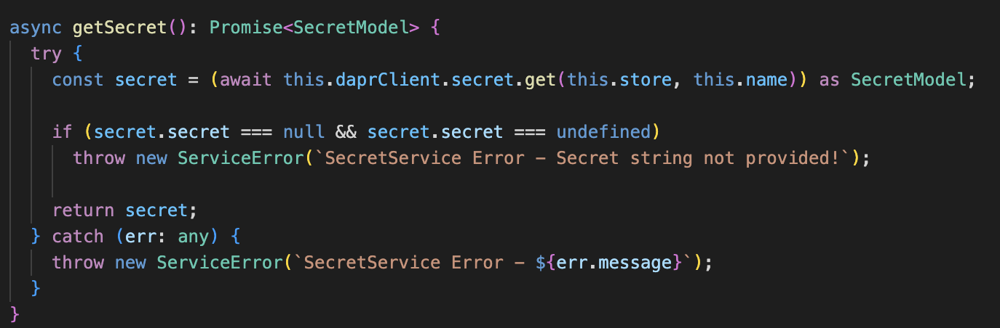 async getSecret(): Promise<SecretModel> {
  try {
    const secret = (await this.daprClient.secret.get(this.store, this.name)) as SecretModel;

    if (secret.secret === null && secret.secret === undefined)
      throw new ServiceError(`SecretService Error - Secret string not provided!`);

    return secret;
  } catch (err: any) {
    throw new ServiceError(`SecretService Error - ${err.message}`);
  }
}